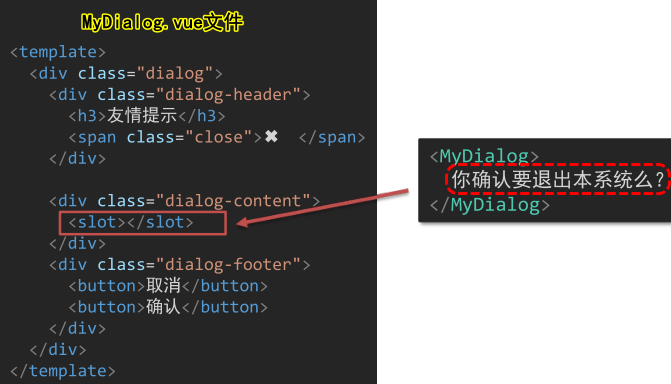 MyDialog.vue文件
<template>
<div class="dialog">
<div class="dialog-header">
<h3>友情提示</h3>
<span class="close">✖ </span>
</div>
<div class="dialog-content">
<slot></slot>
</div>
<div class="dialog-footer">
<button>取消</button>
<button>确认</button>
</div>
</div>
</template>
<MyDialog>
你确认要退出本系统么?
</MyDialog>